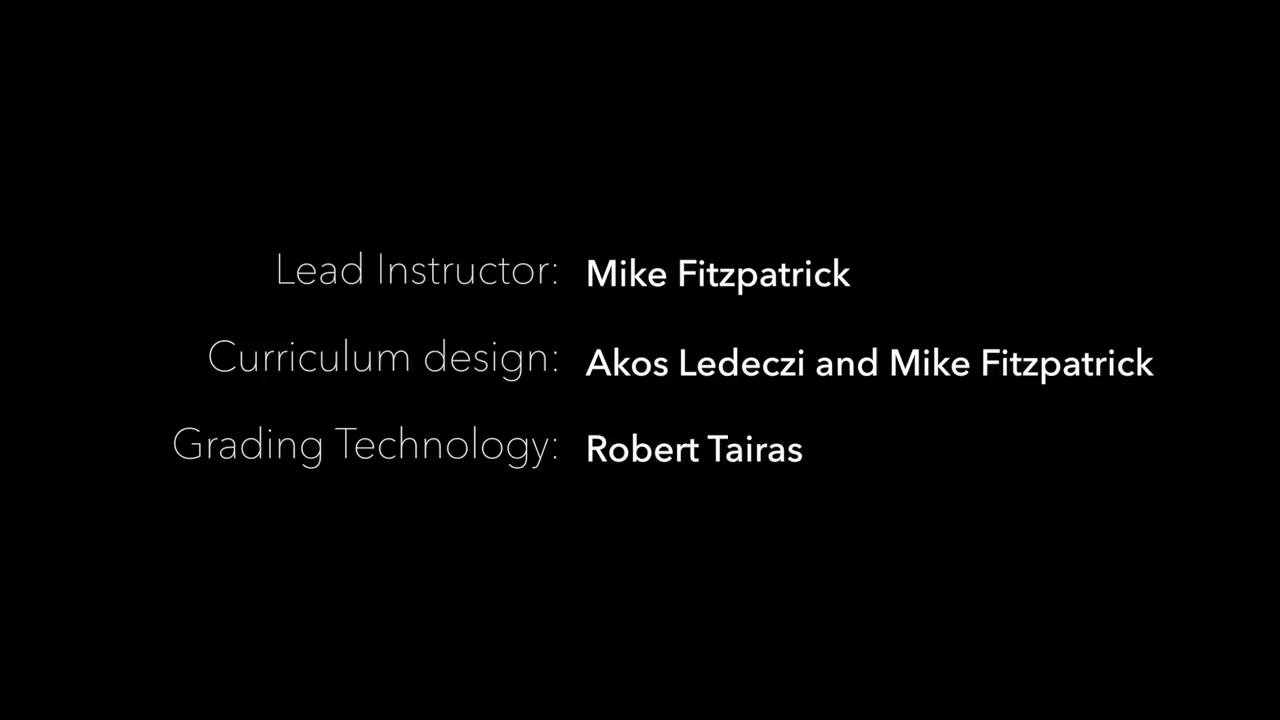 Lead Instructor: Mike Fitzpatrick
Curriculum design: Akos Ledeczi and Mike Fitzpatrick
Grading Technology: Robert Tairas